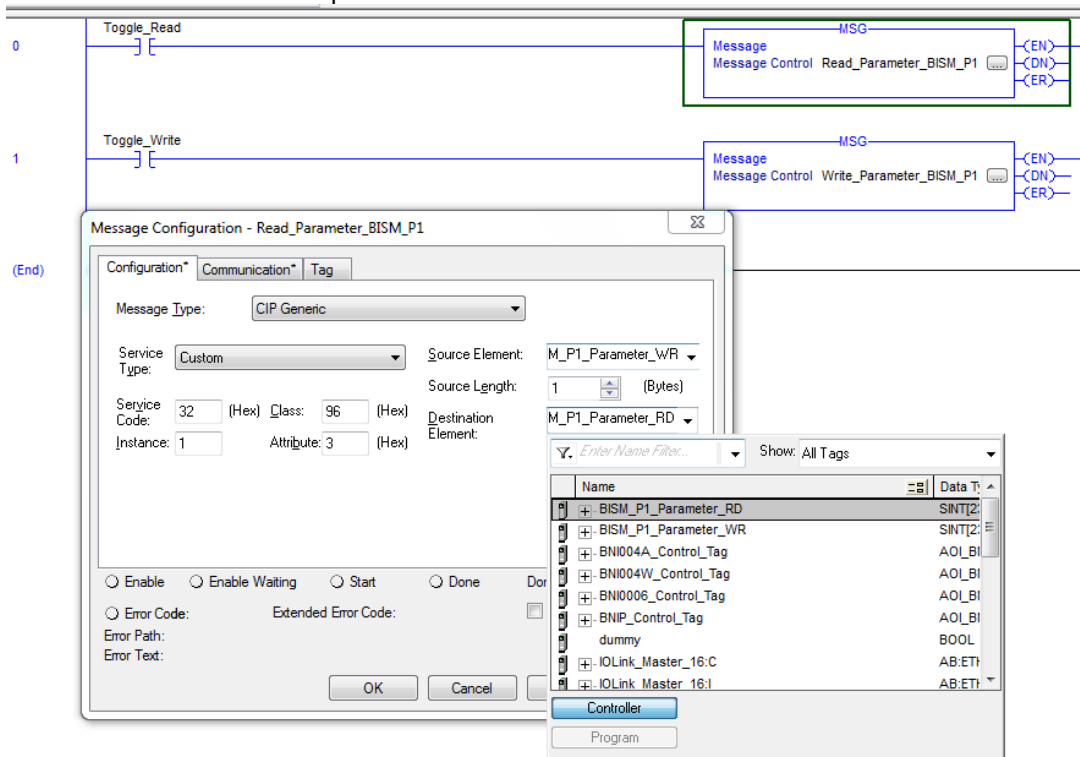 Toggle_Read
0
MSG
Message
Message Control Read_Parameter_BISM_P1 ...
(EN)
(DN)
(ER)
Toggle_Write
1
MSG
Message
Message Control Write_Parameter_BISM_P1 ...
(EN)
(DN)
(ER)
(End)
Message Configuration - Read_Parameter_BISM_P1
Configuration* Communication* Tag
Message Type: CIP Generic
Service Type: Custom
Service Code: 32 (Hex) Class: 96 (Hex)
Instance: 1 Attribute: 3 (Hex)
Source Element: M_P1_Parameter_WR
Source Length: 1 (Bytes)
Destination Element: M_P1_Parameter_RD
Enter Name Filter... Show: All Tags
Name Data Ty
BISM_P1_Parameter_RD SINT[2
BISM_P1_Parameter_WR SINT[2
BNI004A_Control_Tag AOI_BI
BNI004W_Control_Tag AOI_BI
BNI0006_Control_Tag AOI_BI
BNIP_Control_Tag AOI_BI
dummy BOOL
IOLink_Master_16:C AB:ETH
IOLink_Master_16:I AB:ETH
Controller
Program
Enable Enable Waiting Start Done
Error Code: Extended Error Code:
Error Path:
Error Text:
OK Cancel